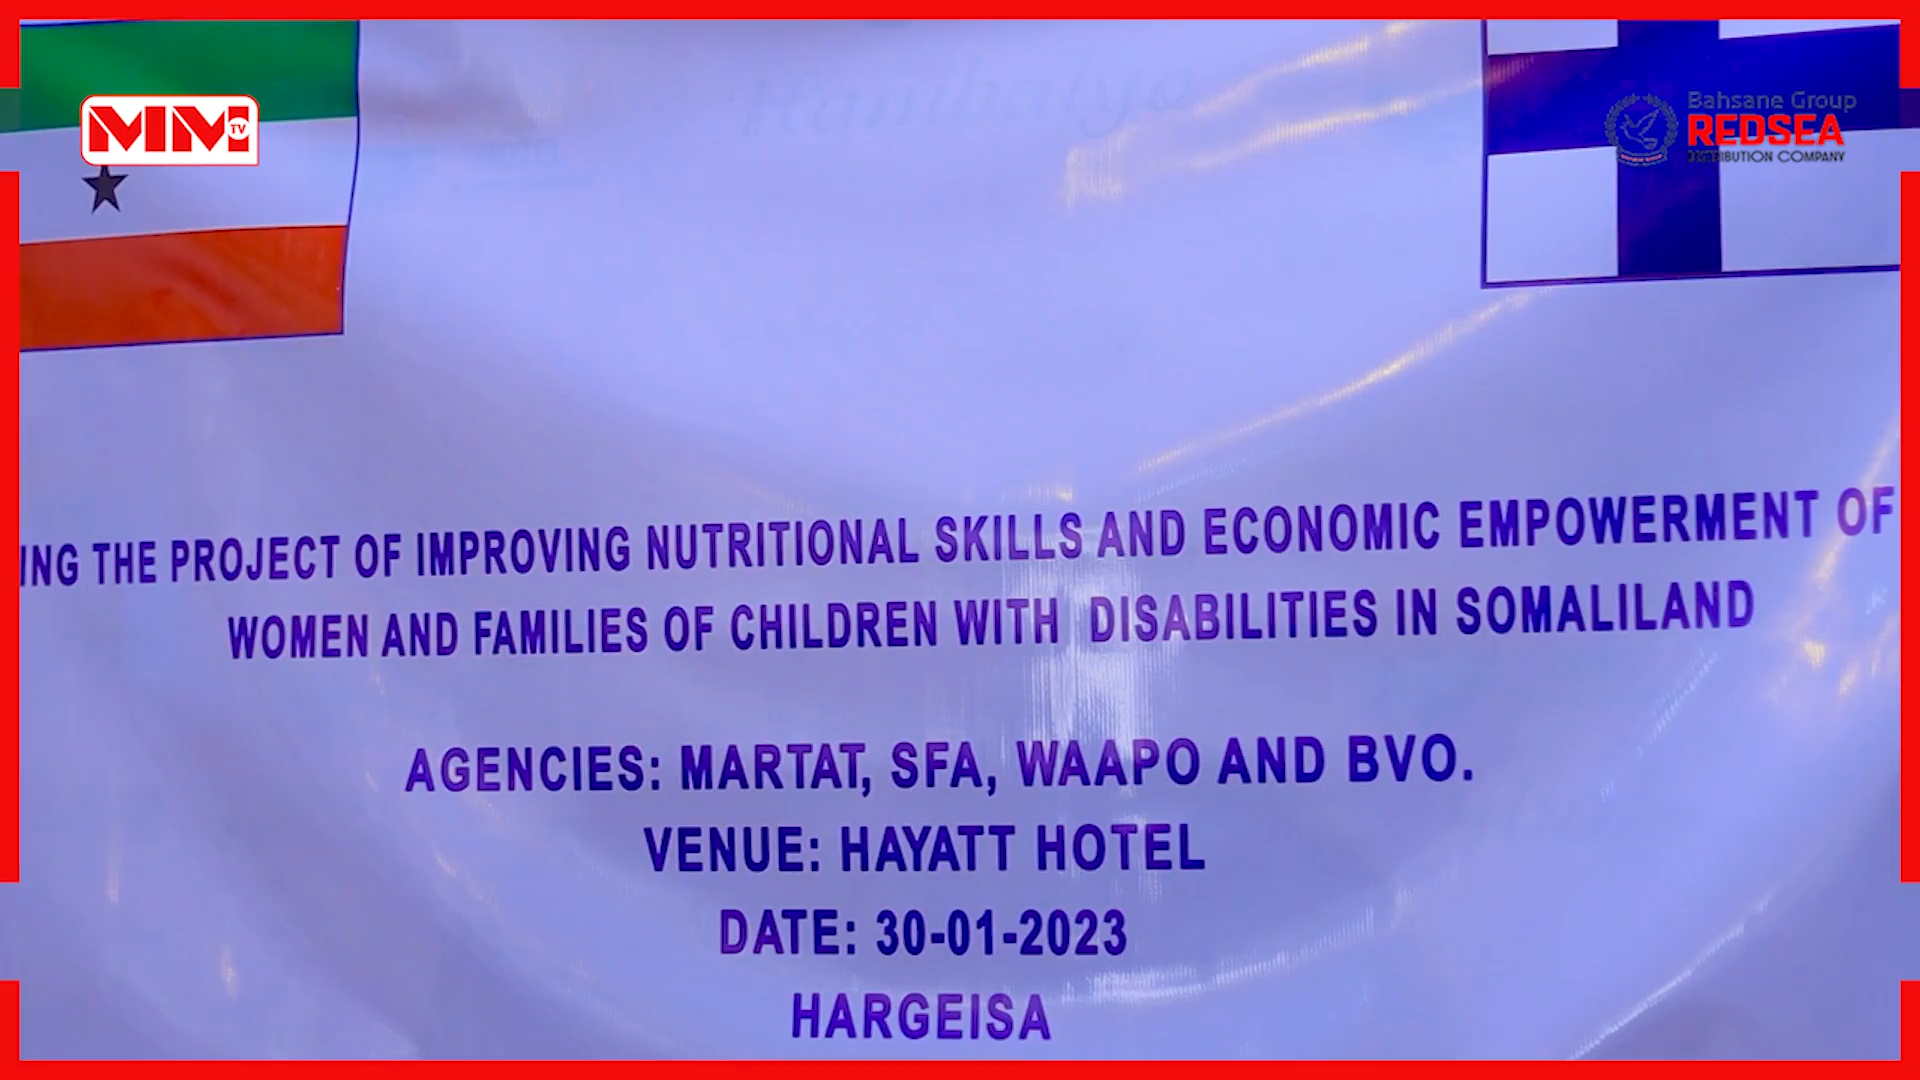 MM TV
Bahsane Group
REDSEA
DISTRIBUTION COMPANY
ING THE PROJECT OF IMPROVING NUTRITIONAL SKILLS AND ECONOMIC EMPOWERMENT OF
WOMEN AND FAMILIES OF CHILDREN WITH DISABILITIES IN SOMALILAND
AGENCIES: MARTAT, SFA, WAAPO AND BVO.
VENUE: HAYATT HOTEL
DATE: 30-01-2023
HARGEISA